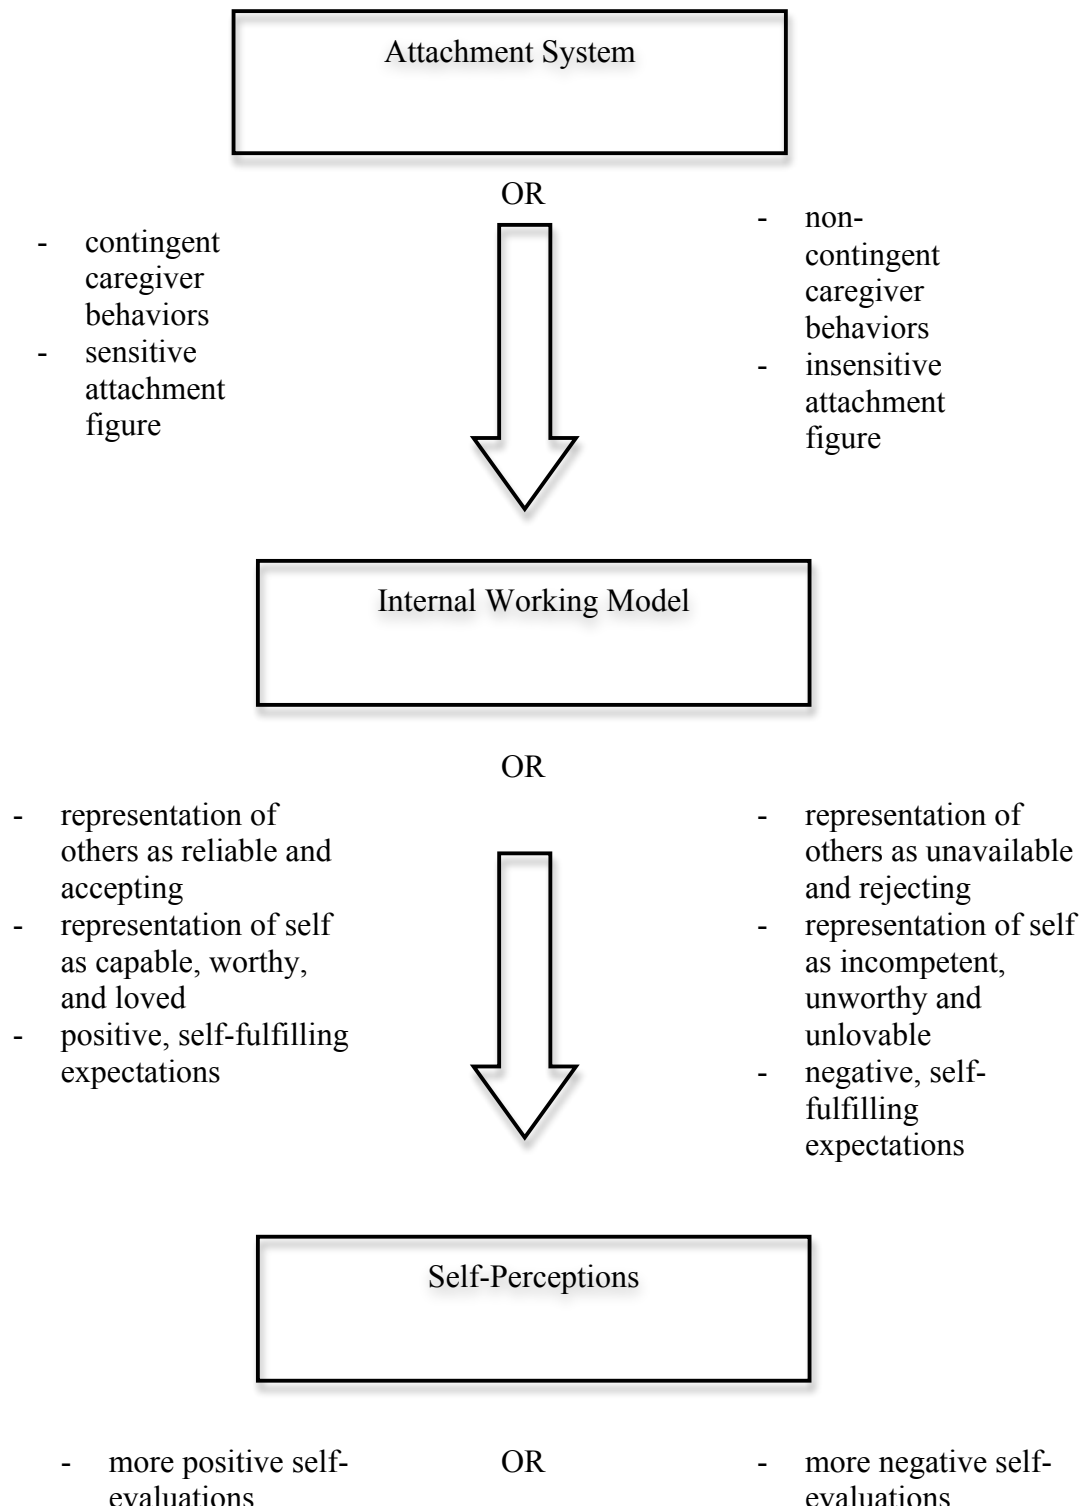 Attachment System
OR
- contingent
caregiver
behaviors
- sensitive
attachment
figure
- non-
contingent
caregiver
behaviors
- insensitive
attachment
figure
Internal Working Model
OR
- representation of
others as reliable and
accepting
- representation of self
as capable, worthy,
and loved
- positive, self-fulfilling
expectations
- representation of
others as unavailable
and rejecting
- representation of self
as incompetent,
unworthy and
unlovable
- negative, self-
fulfilling
expectations
Self-Perceptions
- more positive self-
evaluations
OR
- more negative self-
evaluations